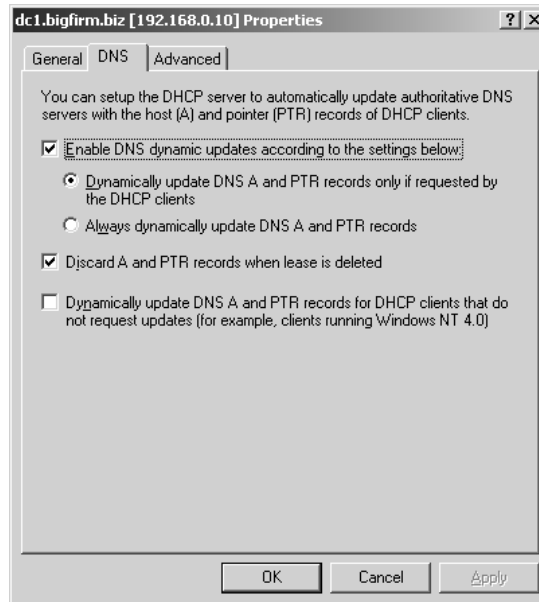 dc1.bigfirm.biz [192.168.0.10] Properties
General DNS Advanced
You can setup the DHCP server to automatically update authoritative DNS
servers with the host (A) and pointer (PTR) records of DHCP clients.
Enable DNS dynamic updates according to the settings below:
Dynamically update DNS A and PTR records only if requested by
the DHCP clients
Always dynamically update DNS A and PTR records
Discard A and PTR records when lease is deleted
Dynamically update DNS A and PTR records for DHCP clients that do
not request updates (for example, clients running Windows NT 4.0)
OK Cancel Apply